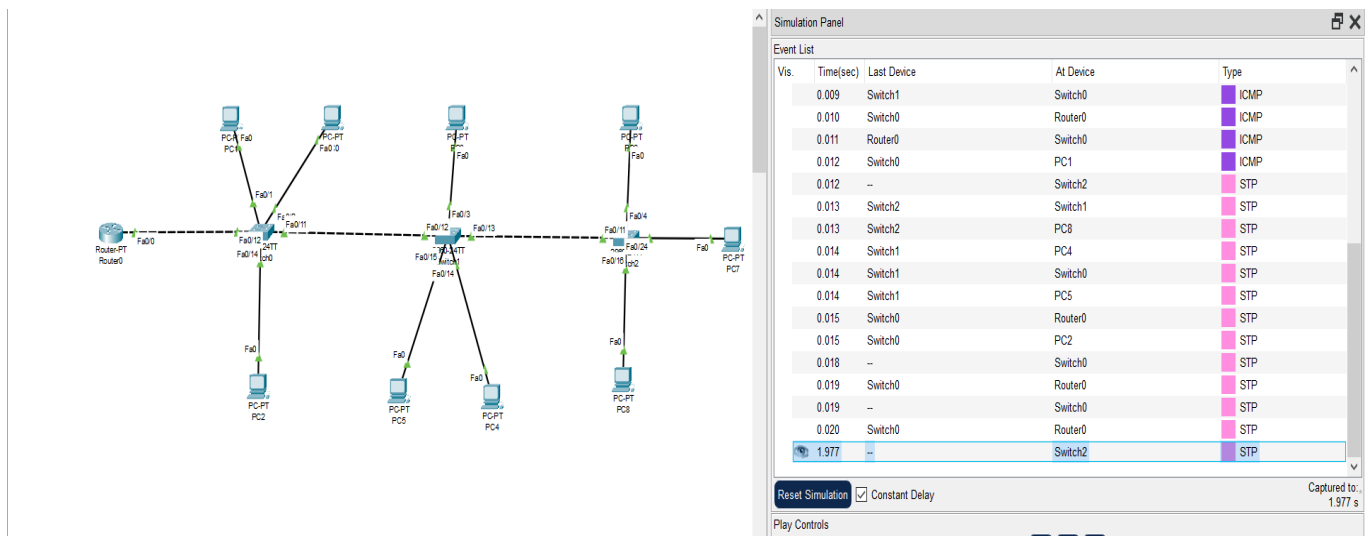 Simulation Panel
Event List
Vis. Time(sec) Last Device At Device Type
0.009 Switch1 Switch0 ICMP
0.010 Switch0 Router0 ICMP
0.011 Router0 Switch0 ICMP
0.012 Switch0 PC1 ICMP
0.012 -- Switch2 STP
0.013 Switch2 Switch1 STP
0.013 Switch2 PC8 STP
0.014 Switch1 PC4 STP
0.014 Switch1 Switch0 STP
0.014 Switch1 PC5 STP
0.015 Switch0 Router0 STP
0.015 Switch0 PC2 STP
0.018 -- Switch0 STP
0.019 Switch0 Router0 STP
0.019 -- Switch0 STP
0.020 Switch0 Router0 STP
1.977 -- Switch2 STP
Reset Simulation Constant Delay
Captured to:
1.977 s
Play Controls
Fa0
PC1
PC-PT
Fa0
Fa0
Fa0/1
Fa0/11
Fa0/3
Fa0/4
Router-PT
Router0
Fa0/0
Fa0/12
24TT
Fa0/14
Fa0/12
Fa0/13
Fa0/15
Fa0/14
Fa0/11
Fa0/24
Fa0/16
Fa0
PC-PT
PC7
Fa0
PC-PT
PC2
Fa0
PC-PT
PC5
Fa0
PC-PT
PC4
Fa0
PC-PT
PC8